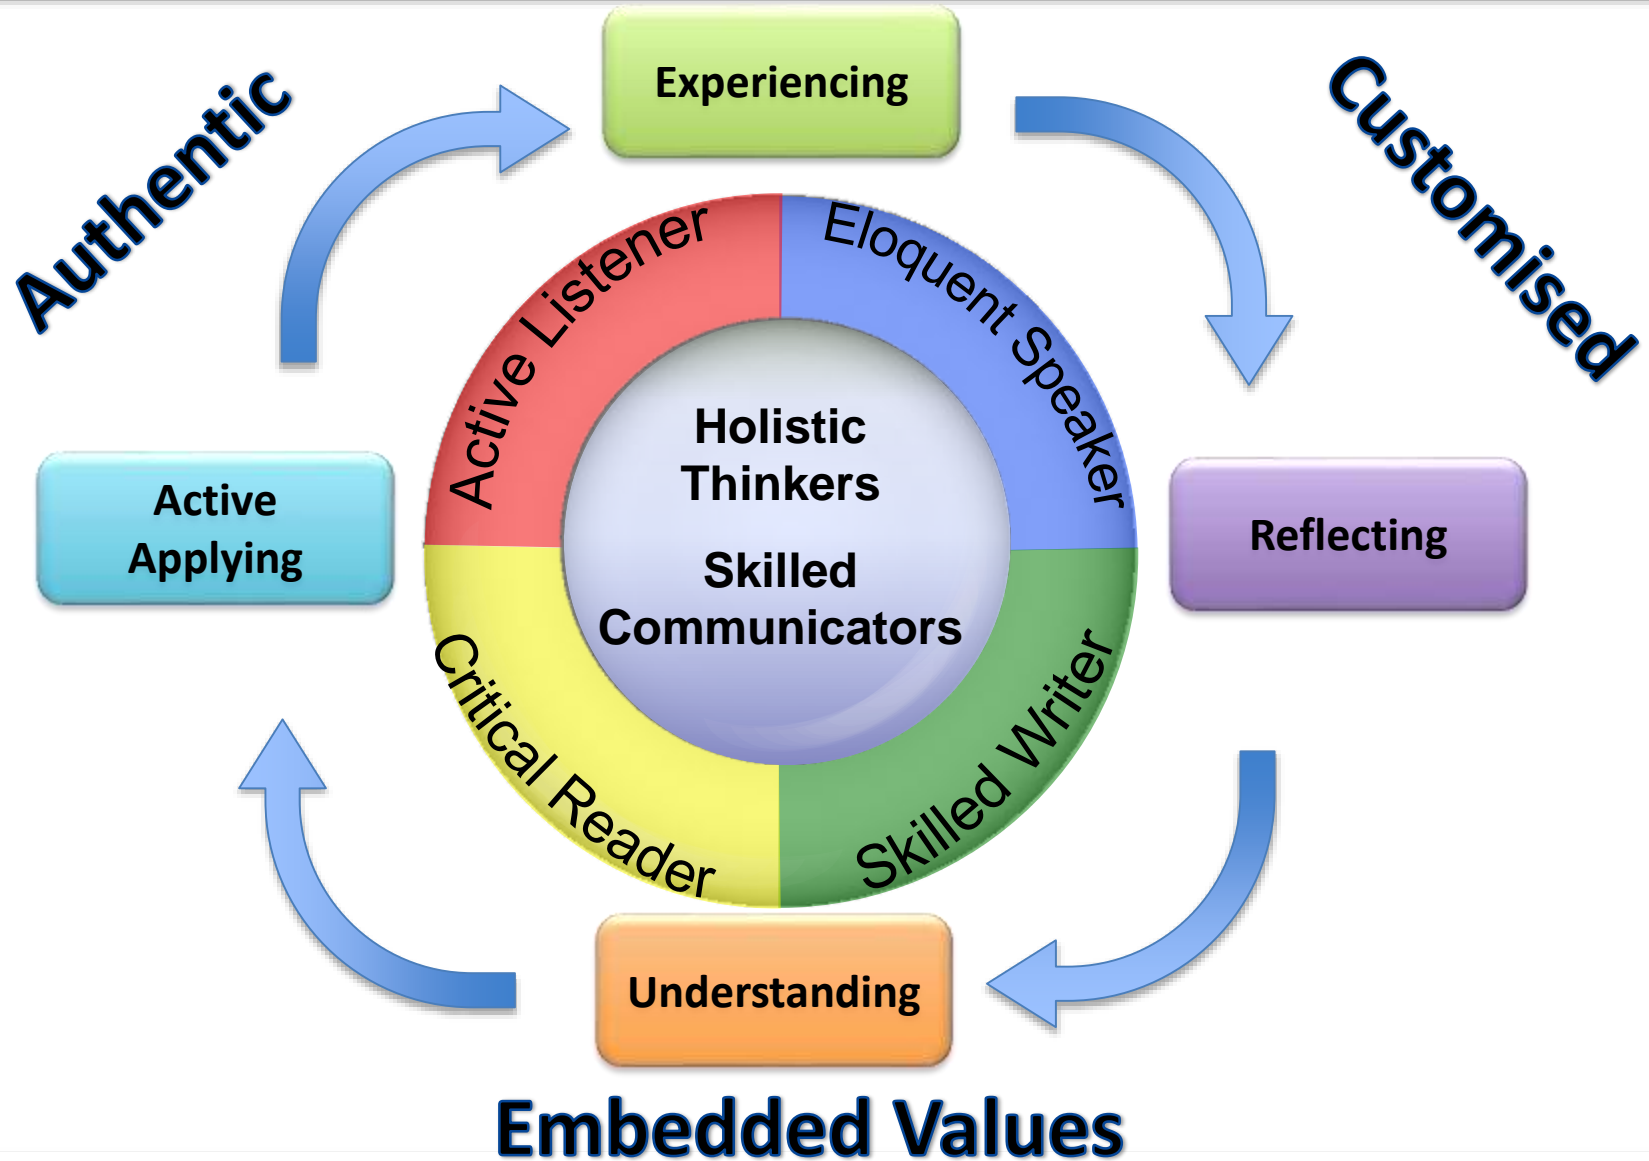 Experiencing
Authentic
Customised
Active Listener
Eloquent Speaker
Holistic
Thinkers
Skilled
Communicators
Active
Applying
Reflecting
Critical Reader
Skilled Writer
Understanding
Embedded Values